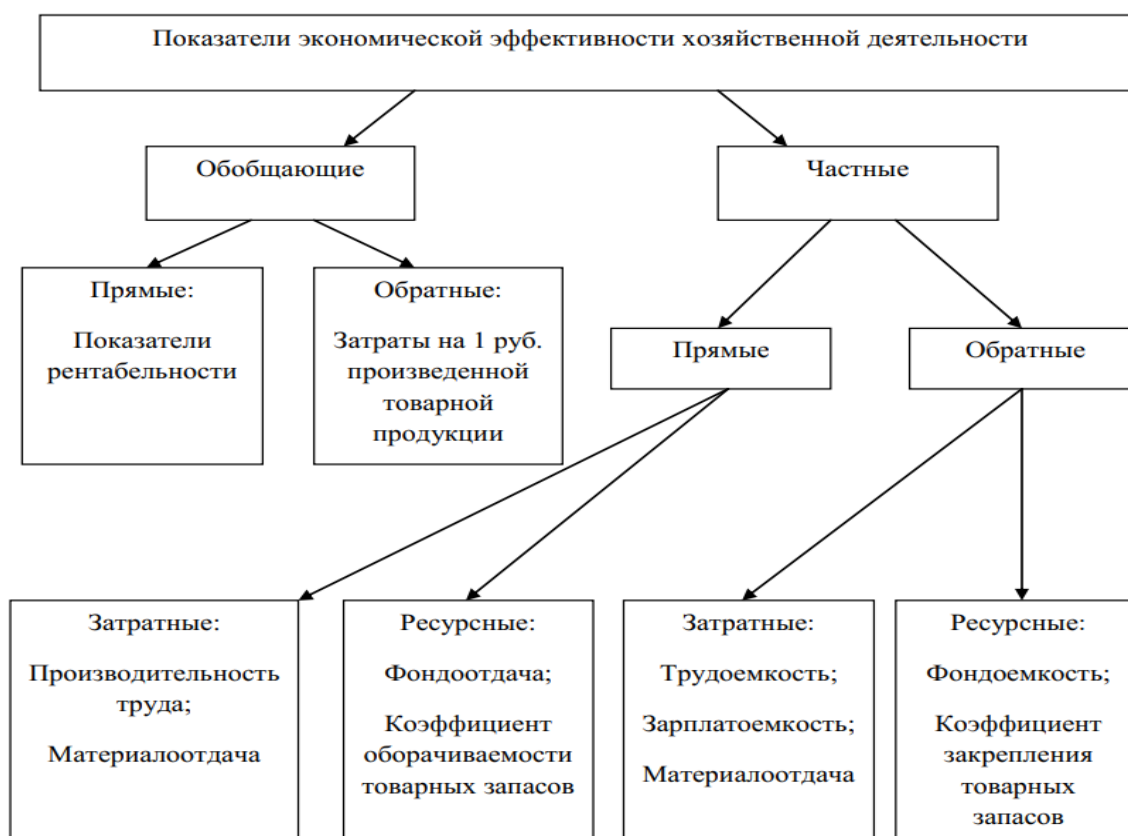 Показатели экономической эффективности хозяйственной деятельности
Обобщающие
Частные
Прямые:
Показатели
рентабельности
Обратные:
Затраты на 1 руб.
произведенной
товарной
продукции
Прямые
Обратные
Затратные:
Производительность
труда;
Материалоотдача
Ресурсные:
Фондоотдача;
Коэффициент
оборачиваемости
товарных запасов
Затратные:
Трудоемкость;
Зарплатоемкость;
Материалоотдача
Ресурсные:
Фондоемкость;
Коэффициент
закрепления
товарных
запасов